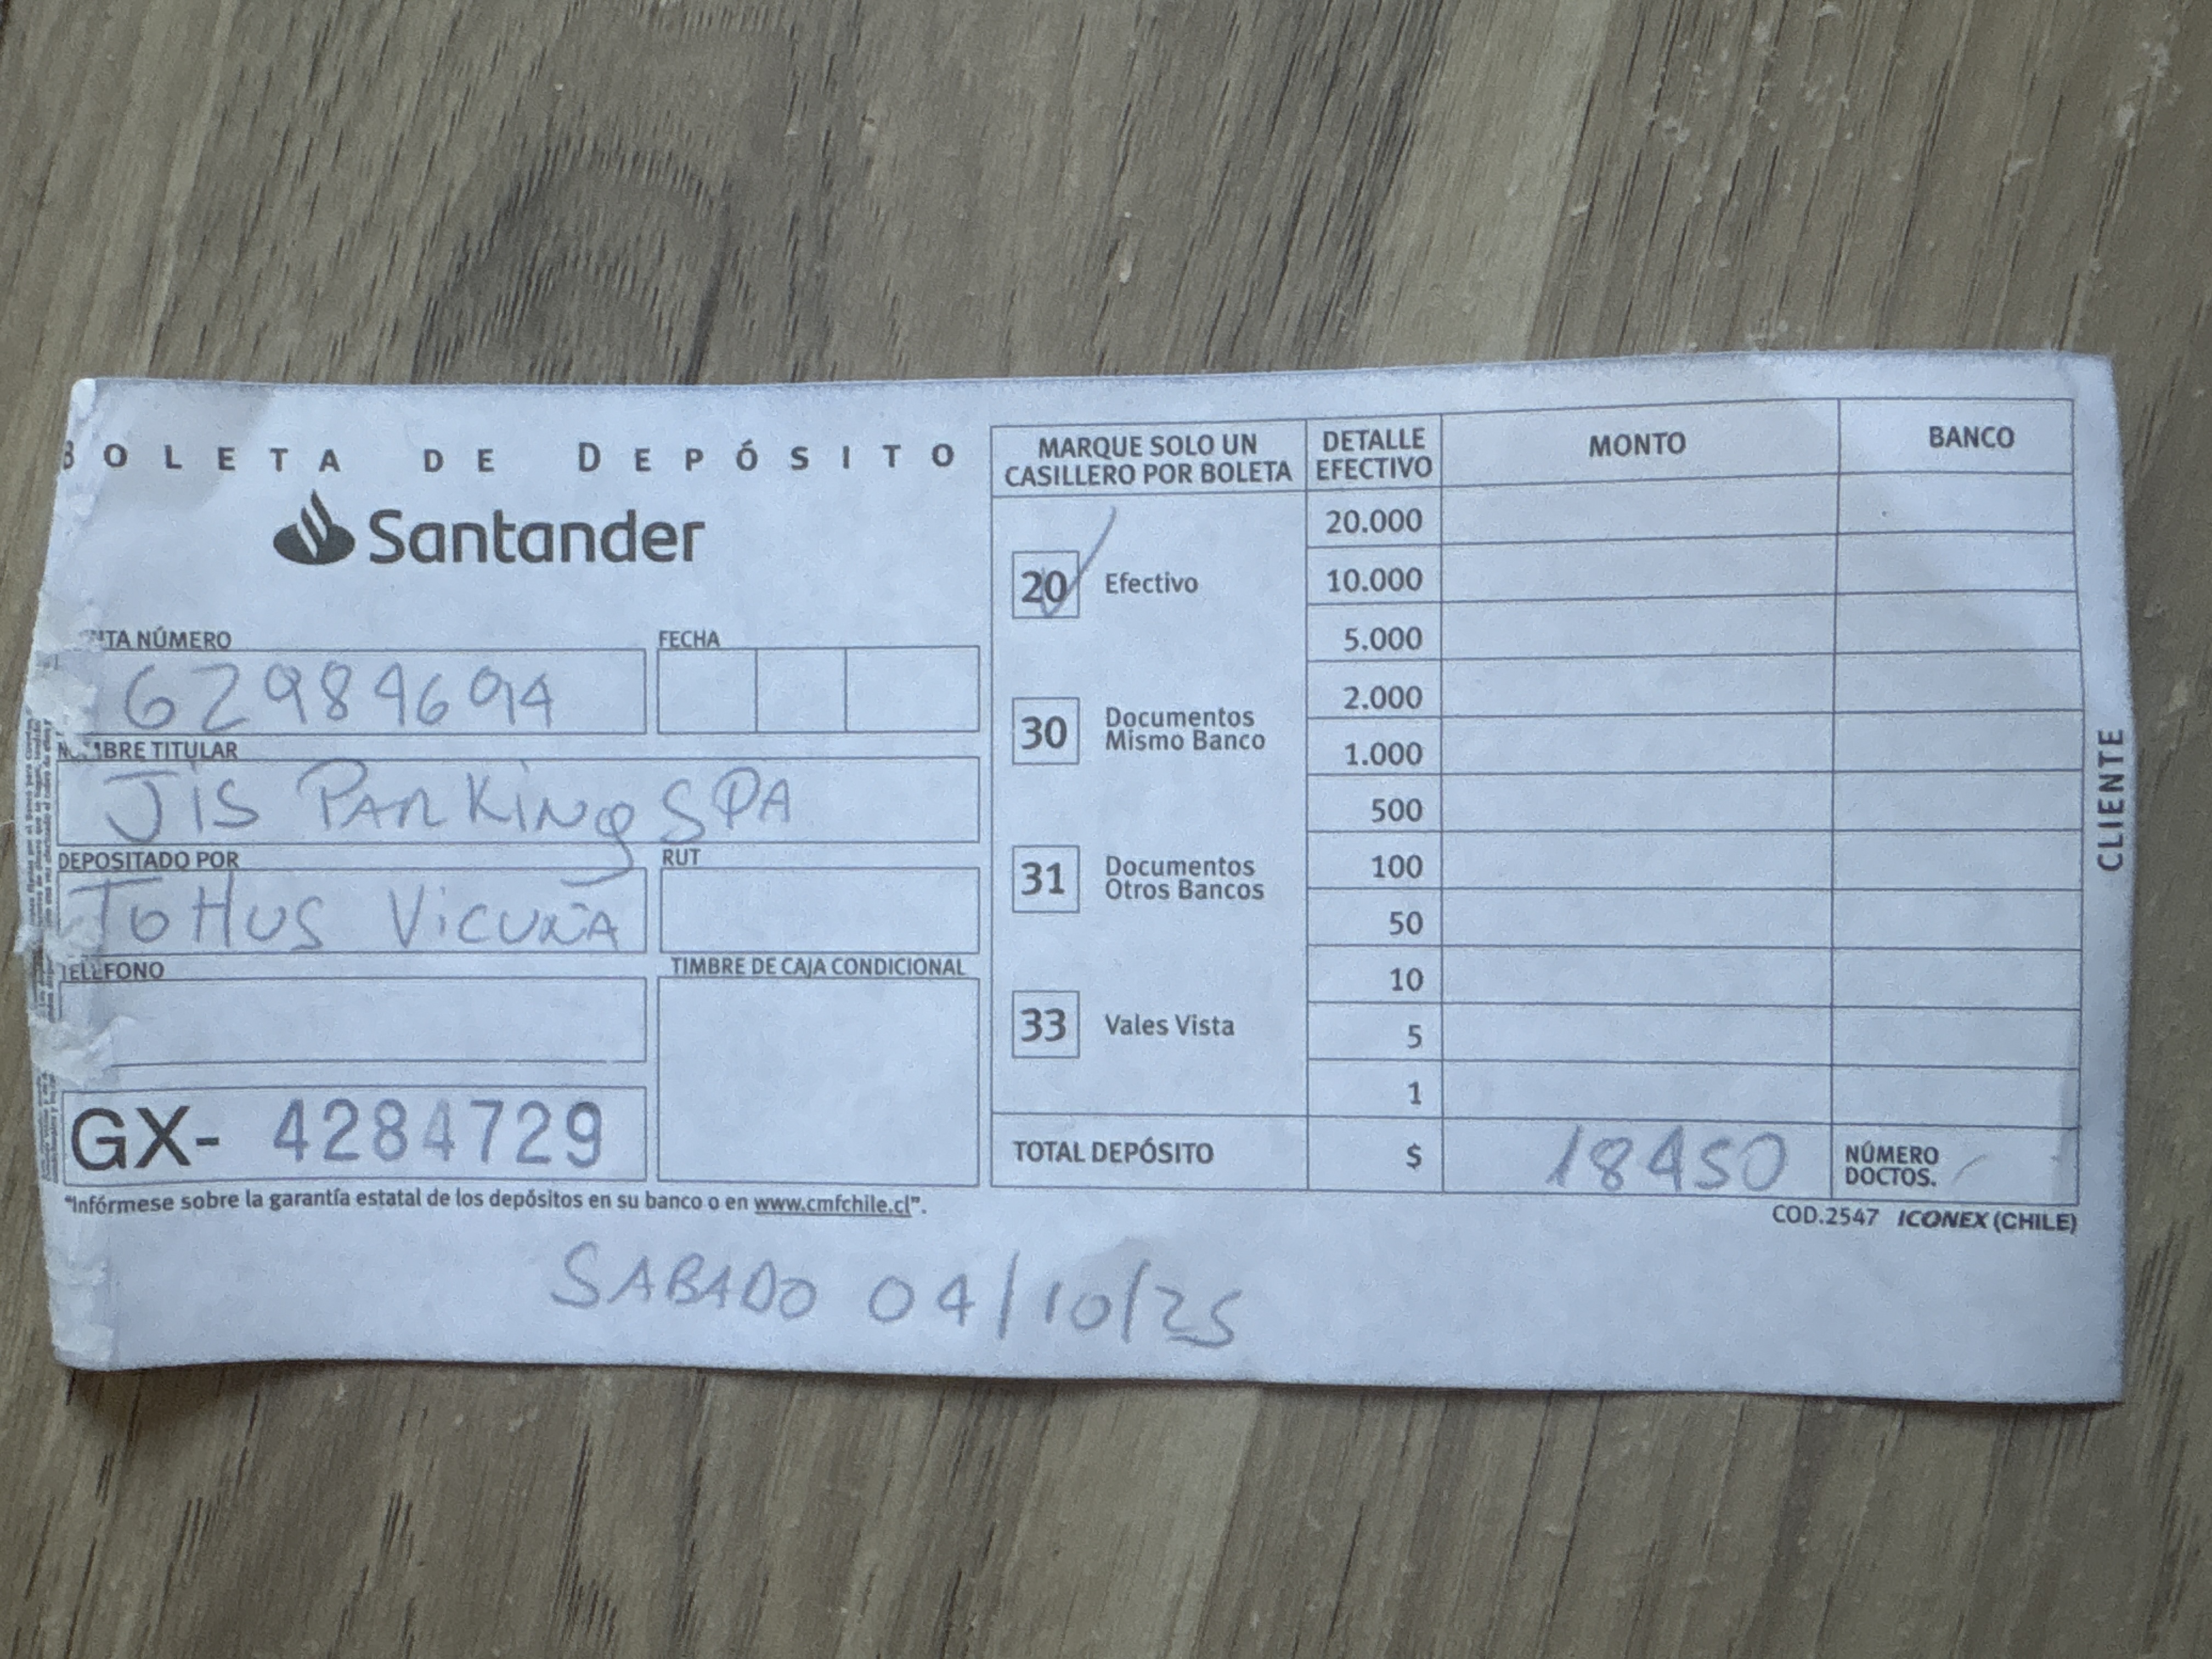 BOLETA DE DEPÓSITO
Santander
NTA NÚMERO
62984694
FECHA
NOMBRE TITULAR
JIS PARKING SPA
DEPOSITADO POR
ToHUS VICUÑA
RUT
TELÉFONO
TIMBRE DE CAJA CONDICIONAL
GX- 4284729
"Infórmese sobre la garantía estatal de los depósitos en su banco o en www.cmfchile.cl".
MARQUE SOLO UN
CASILLERO POR BOLETA
20 Efectivo
30 Documentos
Mismo Banco
31 Documentos
Otros Bancos
33 Vales Vista
DETALLE
EFECTIVO
MONTO
BANCO
20.000
10.000
5.000
2.000
1.000
500
100
50
10
5
1
TOTAL DEPÓSITO $ 18450
NÚMERO
DOCTOS.
COD.2547 ICONEX (CHILE)
CLIENTE
SABADO 04/10/25